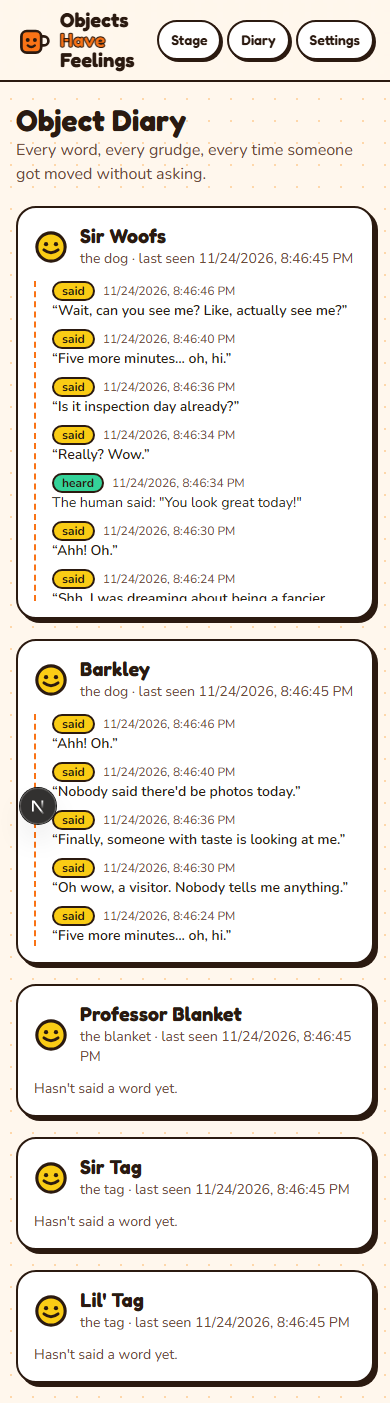 Objects
Have
Feelings
Stage
Diary
Settings
Object Diary
Every word, every grudge, every time someone
got moved without asking.
Sir Woofs
the dog · last seen 11/24/2026, 8:46:45 PM
said 11/24/2026, 8:46:46 PM
“Wait, can you see me? Like, actually see me?”
said 11/24/2026, 8:46:40 PM
“Five more minutes… oh, hi.”
said 11/24/2026, 8:46:36 PM
“Is it inspection day already?”
said 11/24/2026, 8:46:34 PM
“Really? Wow.”
heard 11/24/2026, 8:46:34 PM
The human said: "You look great today!"
said 11/24/2026, 8:46:30 PM
“Ahh! Oh.”
said 11/24/2026, 8:46:24 PM
“Shh, I was dreaming about being a fancier
Barkley
the dog · last seen 11/24/2026, 8:46:45 PM
said 11/24/2026, 8:46:46 PM
“Ahh! Oh.”
said 11/24/2026, 8:46:40 PM
“Nobody said there'd be photos today.”
N
said 11/24/2026, 8:46:36 PM
“Finally, someone with taste is looking at me.”
said 11/24/2026, 8:46:30 PM
“Oh wow, a visitor. Nobody tells me anything.”
said 11/24/2026, 8:46:24 PM
“Five more minutes… oh, hi.”
Professor Blanket
the blanket · last seen 11/24/2026, 8:46:45
PM
Hasn't said a word yet.
Sir Tag
the tag · last seen 11/24/2026, 8:46:45 PM
Hasn't said a word yet.
Lil' Tag
the tag · last seen 11/24/2026, 8:46:45 PM
Hasn't said a word yet.